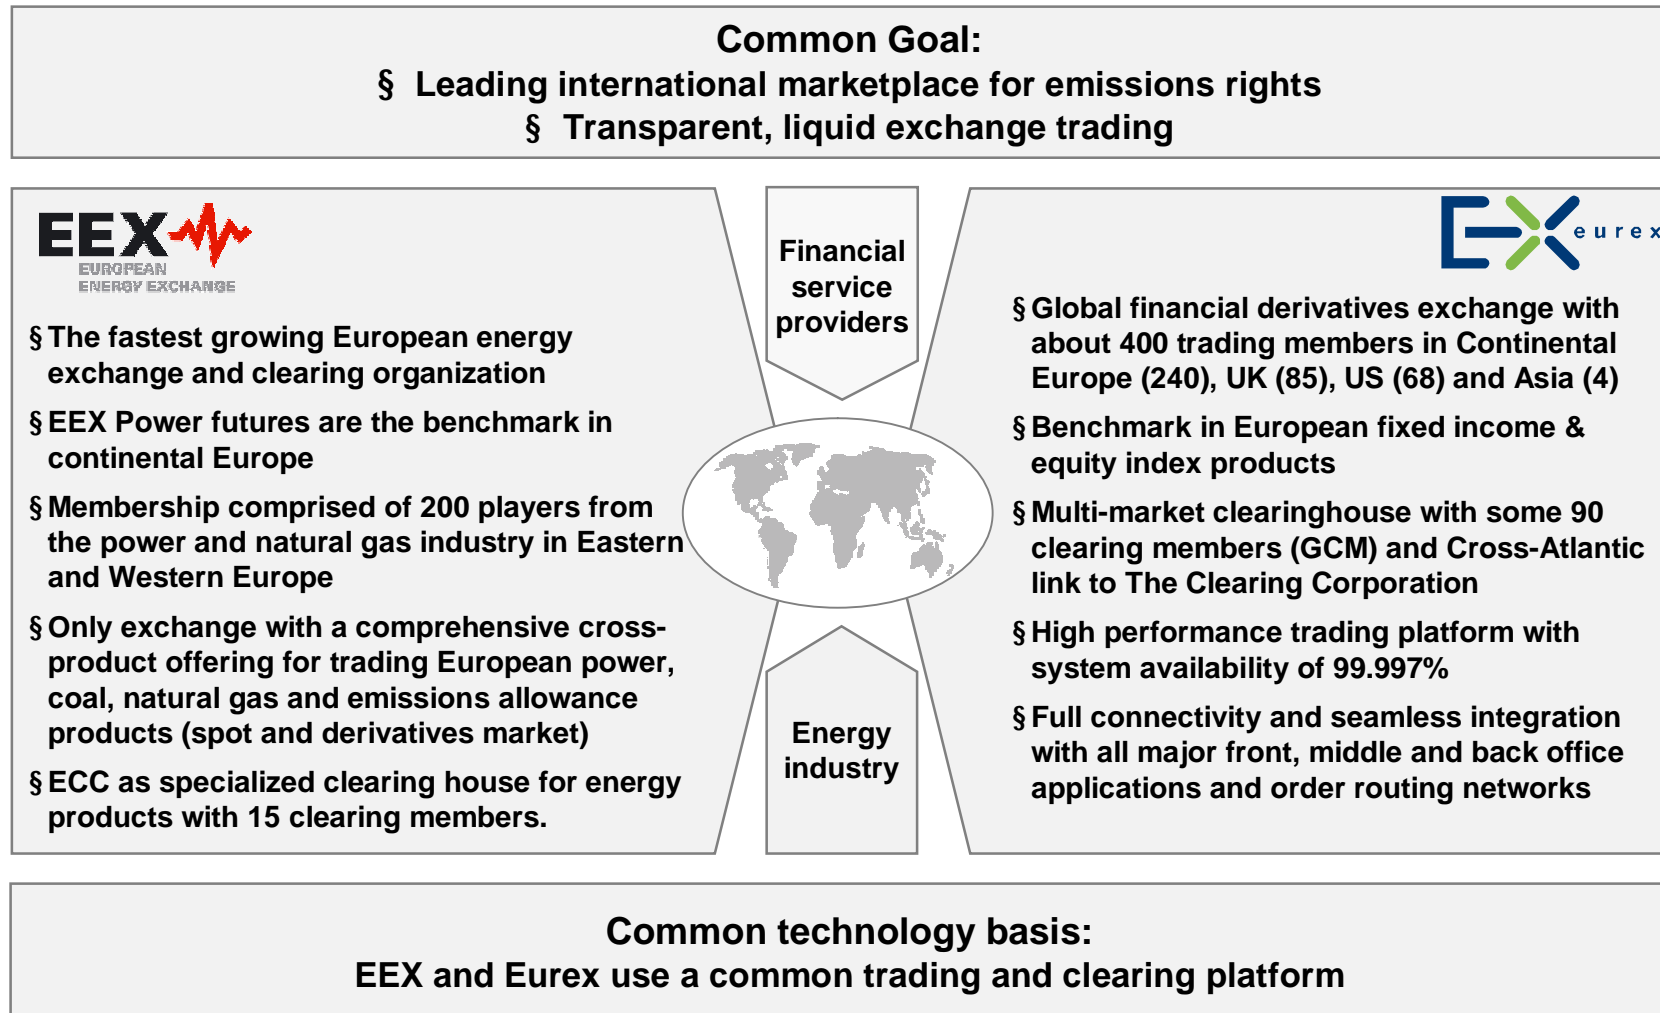 Common Goal:
§ Leading international marketplace for emissions rights
§ Transparent, liquid exchange trading
EEX
EUROPEAN
ENERGY EXCHANGE
§ The fastest growing European energy
exchange and clearing organization
§ EEX Power futures are the benchmark in
continental Europe
§ Membership comprised of 200 players from
the power and natural gas industry in Eastern
and Western Europe
§ Only exchange with a comprehensive cross-
product offering for trading European power,
coal, natural gas and emissions allowance
products (spot and derivatives market)
§ ECC as specialized clearing house for energy
products with 15 clearing members.
Financial
service
providers
Energy
industry
EX eurex
§ Global financial derivatives exchange with
about 400 trading members in Continental
Europe (240), UK (85), US (68) and Asia (4)
§ Benchmark in European fixed income &
equity index products
§ Multi-market clearinghouse with some 90
clearing members (GCM) and Cross-Atlantic
link to The Clearing Corporation
§ High performance trading platform with
system availability of 99.997%
§ Full connectivity and seamless integration
with all major front, middle and back office
applications and order routing networks
Common technology basis:
EEX and Eurex use a common trading and clearing platform